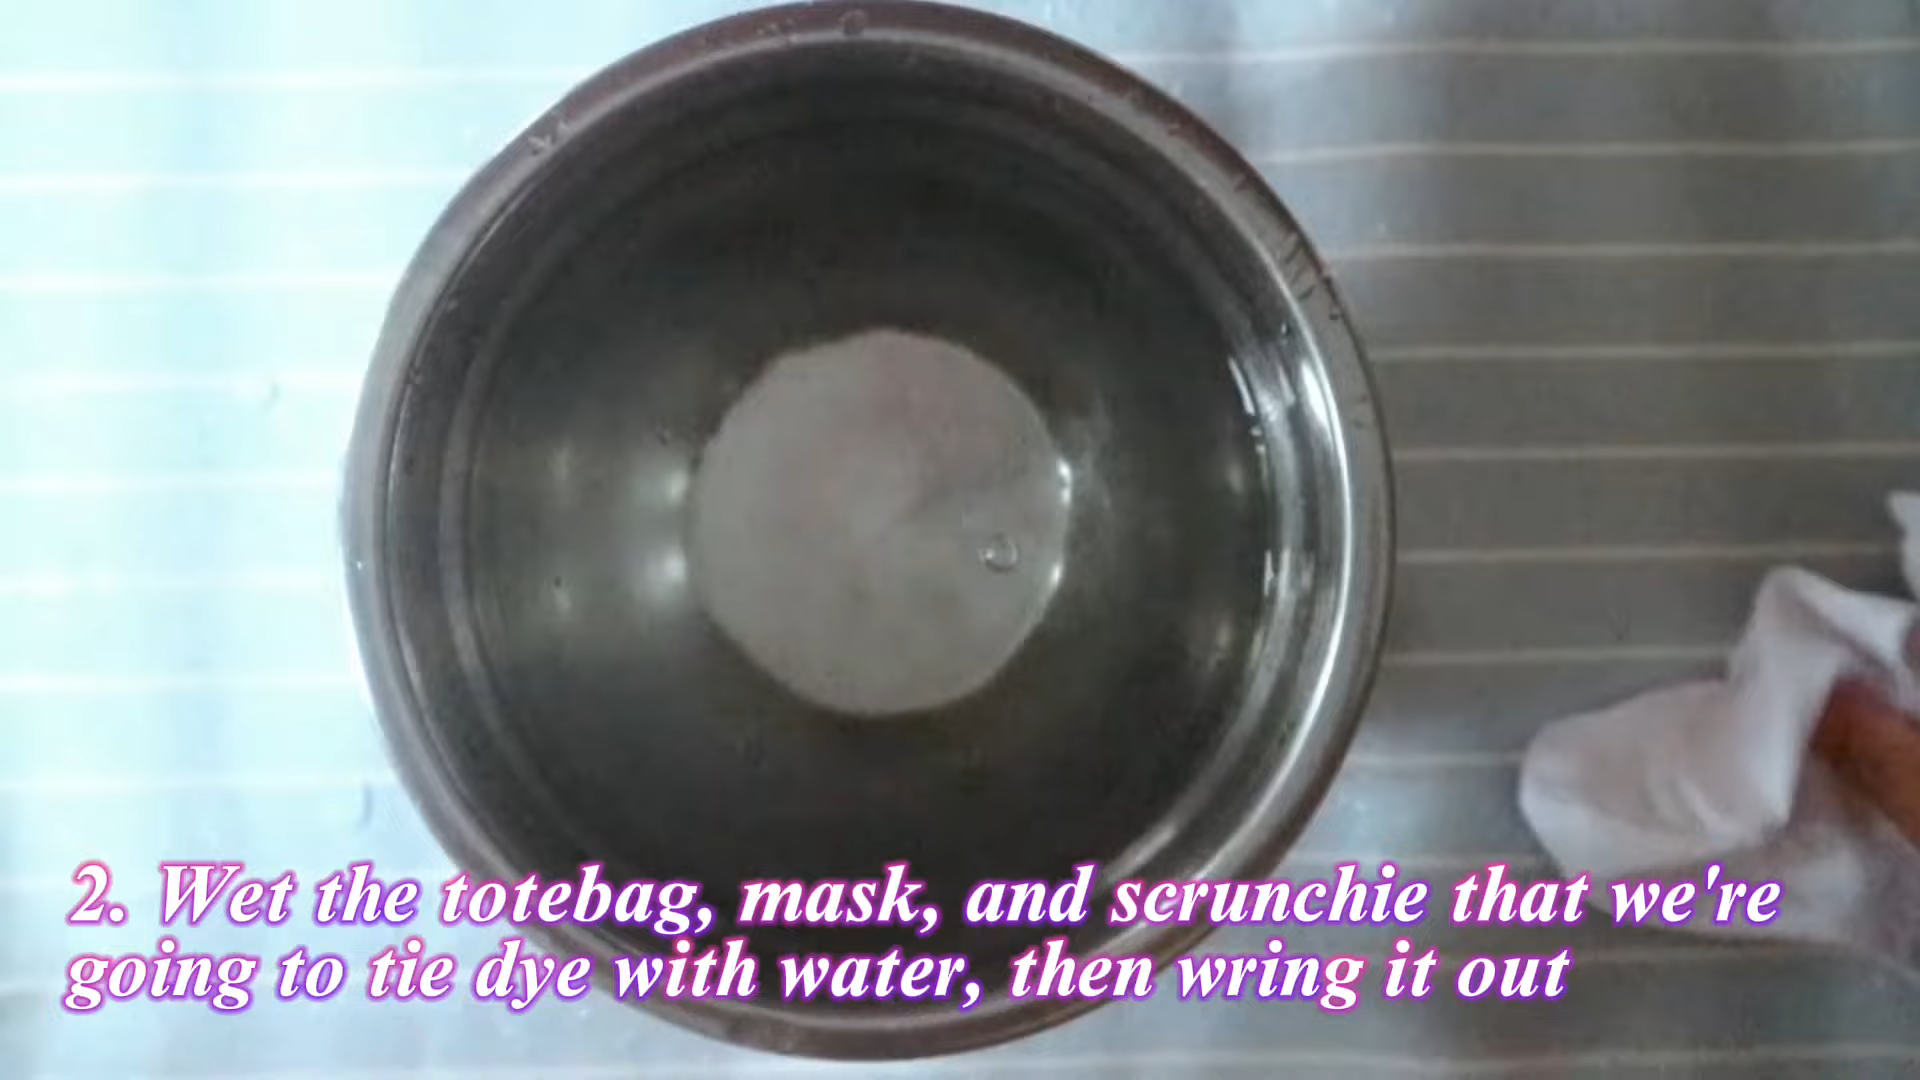 2. Wet the totebag, mask, and scrunchie that we're
going to tie dye with water, then wring it out